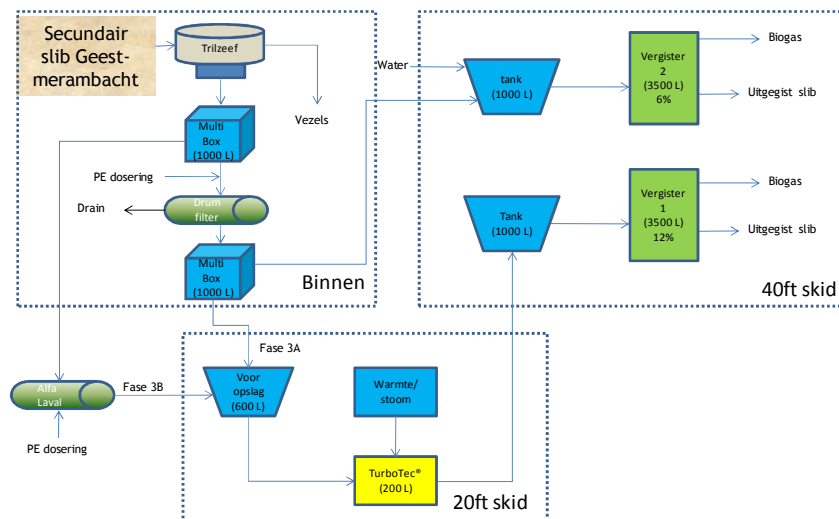 Secundair
slib Geest-
merambacht
Trilzeef
Vezels
Multi
Box
(1000 L)
PE dosering
Drain
Drum
filter
Multi
Box
(1000 L)
Binnen
Water
tank
(1000 L)
Vergister
2
(3500 L)
6%
Biogas
Uitgegist slib
Tank
(1000 L)
Vergister
1
(3500 L)
12%
Biogas
Uitgegist slib
40ft skid
Alfa
Laval
PE dosering
Fase 3B
Fase 3A
Voor
opslag
(600 L)
Warmte/
stoom
TurboTec®
(200 L)
20ft skid